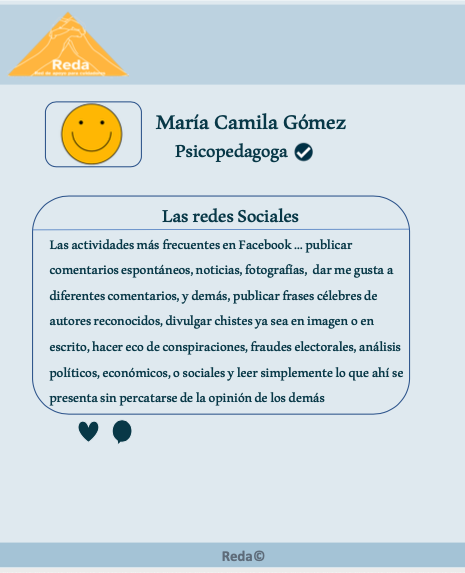 Reda
Red de apoyo para
María Camila Gómez
Psicopedagoga
Las redes Sociales
Las actividades más frecuentes en Facebook ... publicar
comentarios espontáneos, noticias, fotografías, dar me gusta a
diferentes comentarios, y demás, publicar frases célebres de
autores reconocidos, divulgar chistes ya sea en imagen o en
escrito, hacer eco de conspiraciones, fraudes electorales, análisis
políticos, económicos, o sociales y leer simplemente lo que ahí se
presenta sin percatarse de la opinión de los demás
Reda©